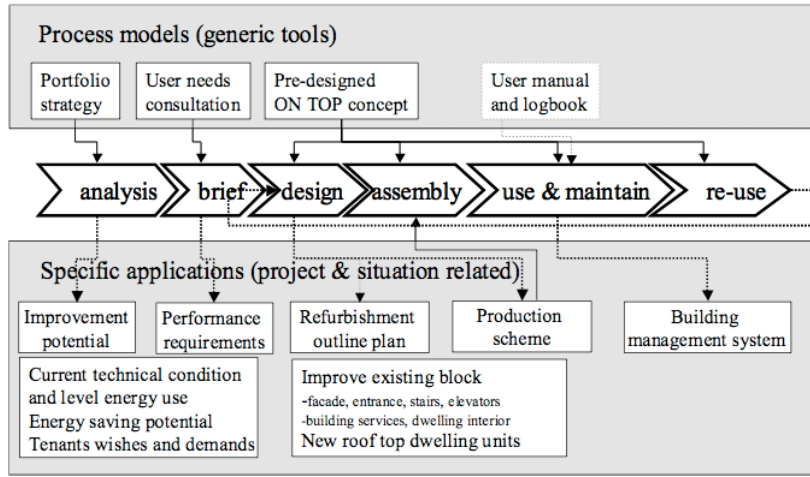 Process models (generic tools)
Portfolio
strategy
User needs
consultation
Pre-designed
ON TOP concept
User manual
and logbook
analysis
brief
design
assembly
use & maintain
re-use
Specific applications (project & situation related)
Improvement
potential
Performance
requirements
Refurbishment
outline plan
Production
scheme
Building
management system
Current technical condition
and level energy use
Energy saving potential
Tenants wishes and demands
Improve existing block
-facade, entrance, stairs, elevators
-building services, dwelling interior
New roof top dwelling units